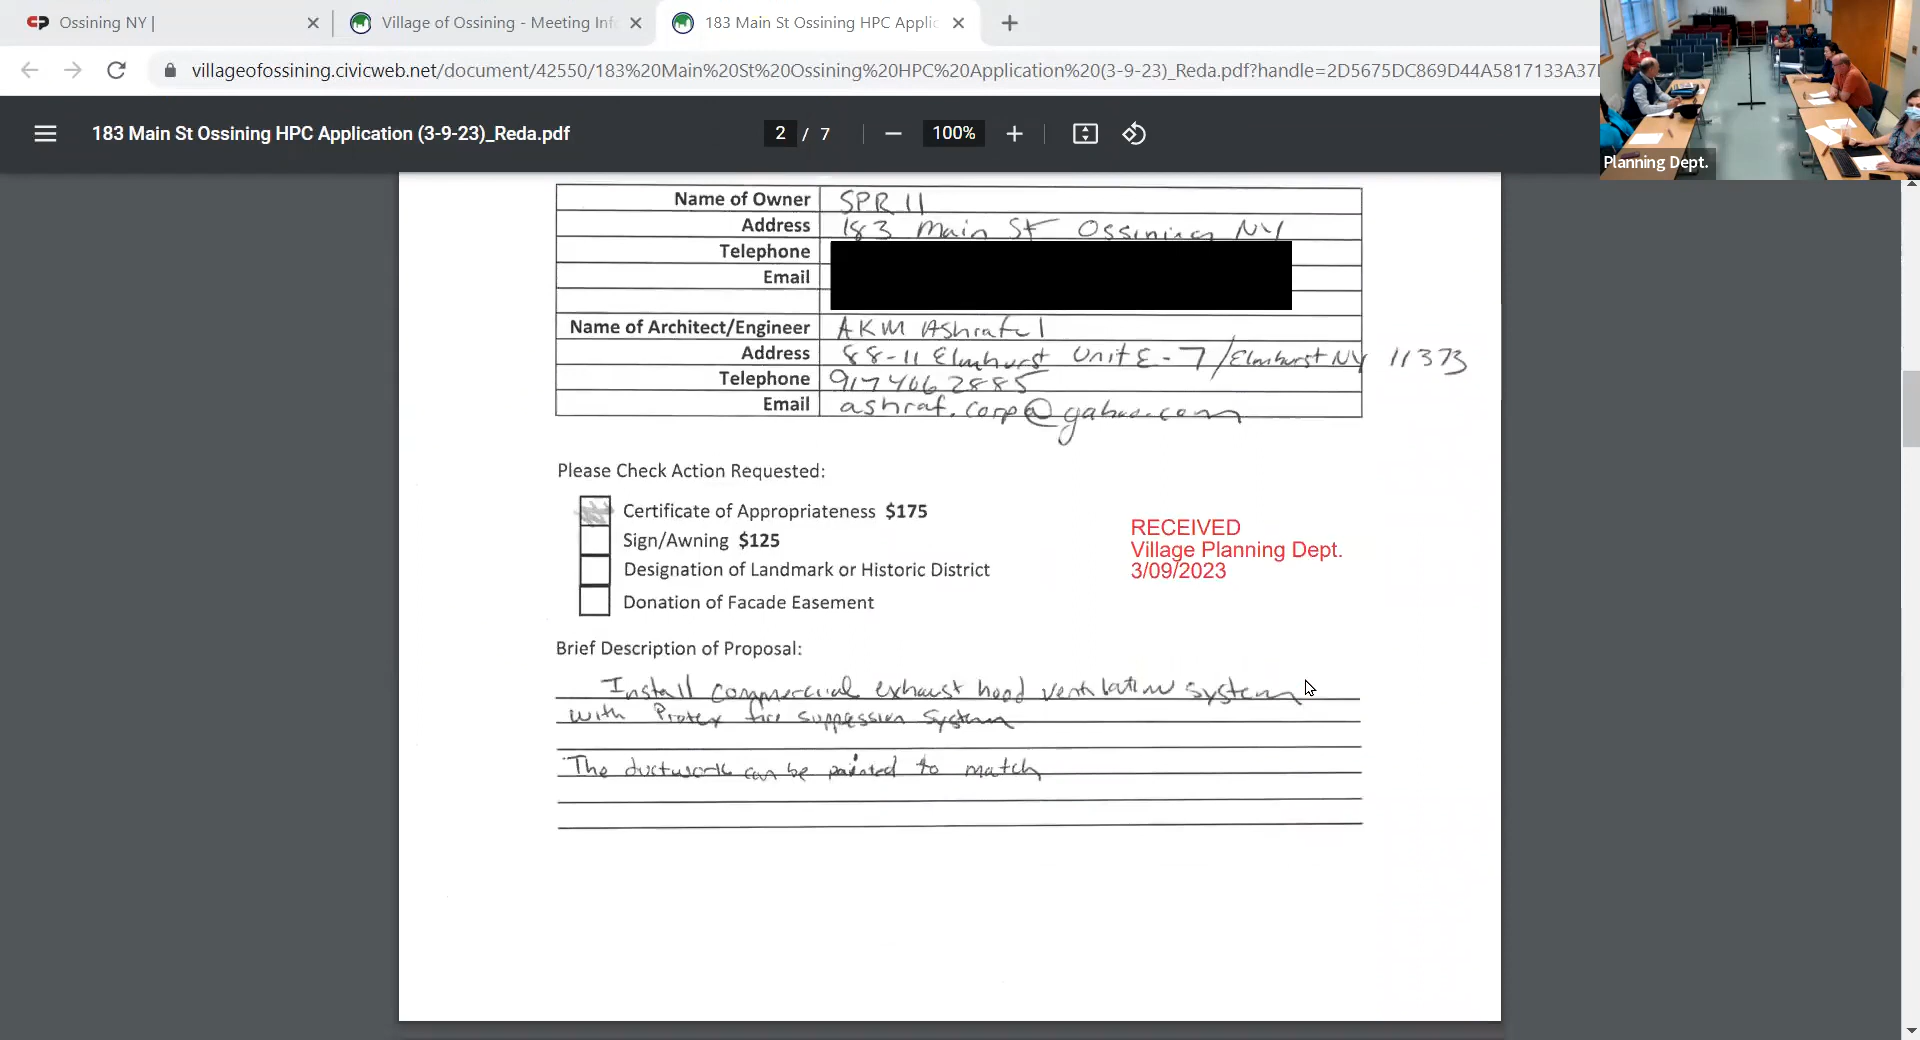 Ossining NY |
Village of Ossining - Meeting Inf
183 Main St Ossining HPC Applic
villageofossining.civicweb.net/document/42550/183%20Main%20St%20Ossining%20HPC%20Application%20(3-9-23)_Reda.pdf?handle=2D5675DC869D44A5817133A37
183 Main St Ossining HPC Application (3-9-23)_Reda.pdf
2 / 7
100%
Planning Dept.
Name of Owner SPR 11
Address 183 Main St Ossining NY
Telephone
Email
Name of Architect/Engineer AKM Ashraful
Address 88-11 Elmhurst Unit E-7 / Elmhurst NY 11373
Telephone 9174062885
Email ashraf.corp@yahoo.com
Please Check Action Requested:
Certificate of Appropriateness $175
Sign/Awning $125
Designation of Landmark or Historic District
Donation of Facade Easement
RECEIVED
Village Planning Dept.
3/09/2023
Brief Description of Proposal:
Install commercial exhaust hood ventilation system
with Protex fire suppression system
The ductwork can be painted to match